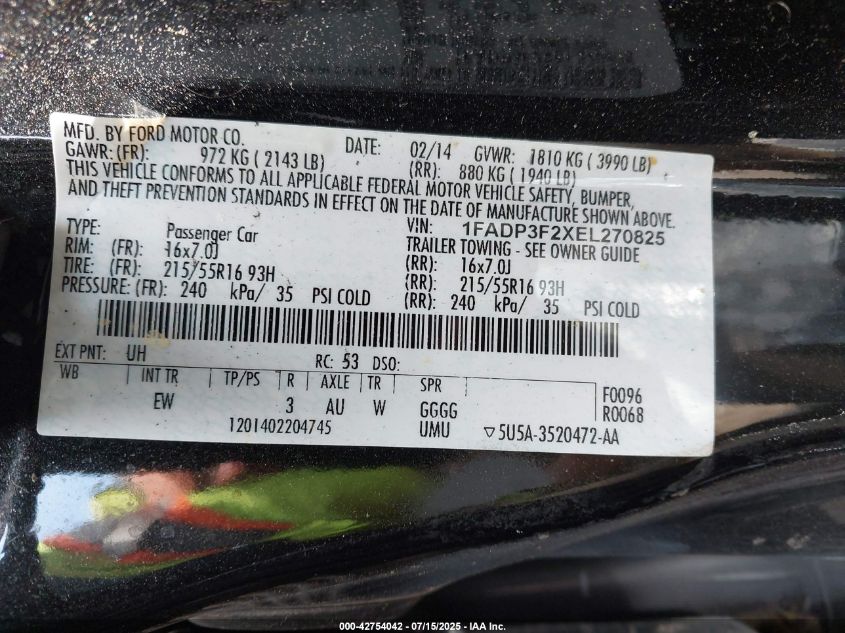 MFD. BY FORD MOTOR CO.
DATE: 02/14 GVWR: 1810 KG ( 3990 LB)
GAWR: (FR): 972 KG ( 2143 LB) (RR): 880 KG ( 1940 LB)
THIS VEHICLE CONFORMS TO ALL APPLICABLE FEDERAL MOTOR VEHICLE SAFETY, BUMPER,
AND THEFT PREVENTION STANDARDS IN EFFECT ON THE DATE OF MANUFACTURE SHOWN ABOVE.
VIN: 1FADP3F2XEL270825
TYPE: Passenger Car TRAILER TOWING - SEE OWNER GUIDE
RIM: (FR): 16x7.0J (RR): 16x7.0J
TIRE: (FR): 215/55R16 93H (RR): 215/55R16 93H
PRESSURE: (FR): 240 kPa/ 35 PSI COLD (RR): 240 kPa/ 35 PSI COLD
EXT PNT: UH RC: 53 DSO:
WB INT TR TP/PS R AXLE TR SPR F0096
EW 3 AU W GGGG R0068
1201402204745 UMU ▽5U5A-3520472-AA
000-42754042 - 07/15/2025 - IAA Inc.